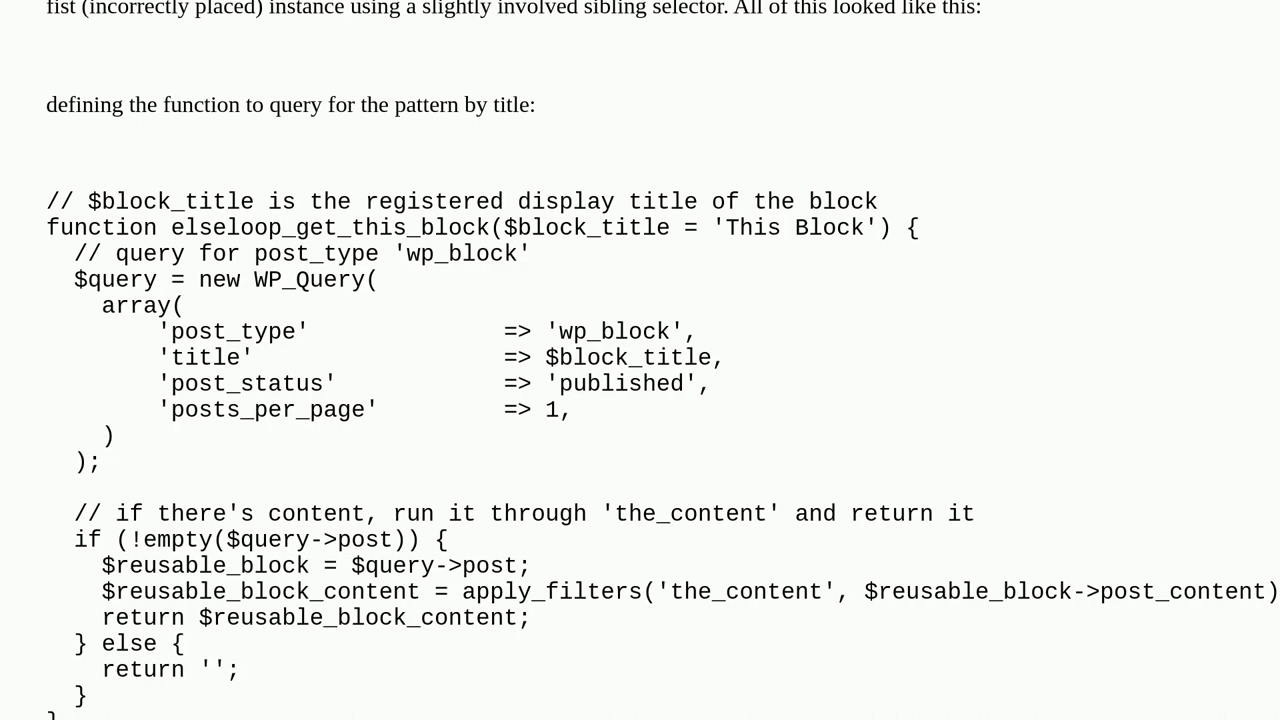 fist (incorrectly placed) instance using a slightly involved sibling selector. All of this looked like this:
defining the function to query for the pattern by title:
// $block_title is the registered display title of the block
function elseloop_get_this_block($block_title = 'This Block') {
  // query for post_type 'wp_block'
  $query = new WP_Query(
    array(
        'post_type'              => 'wp_block',
        'title'                  => $block_title,
        'post_status'            => 'published',
        'posts_per_page'         => 1,
    )
  );
  // if there's content, run it through 'the_content' and return it
  if (!empty($query->post)) {
    $reusable_block = $query->post;
    $reusable_block_content = apply_filters('the_content', $reusable_block->post_content)
    return $reusable_block_content;
  } else {
    return '';
  }
}